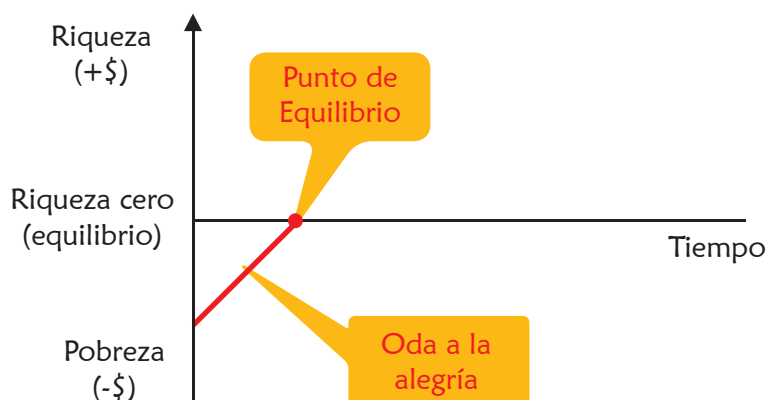 Riqueza
(+$)
Punto de
Equilibrio
Riqueza cero
(equilibrio)
Tiempo
Pobreza
(-$)
Oda a la
alegría